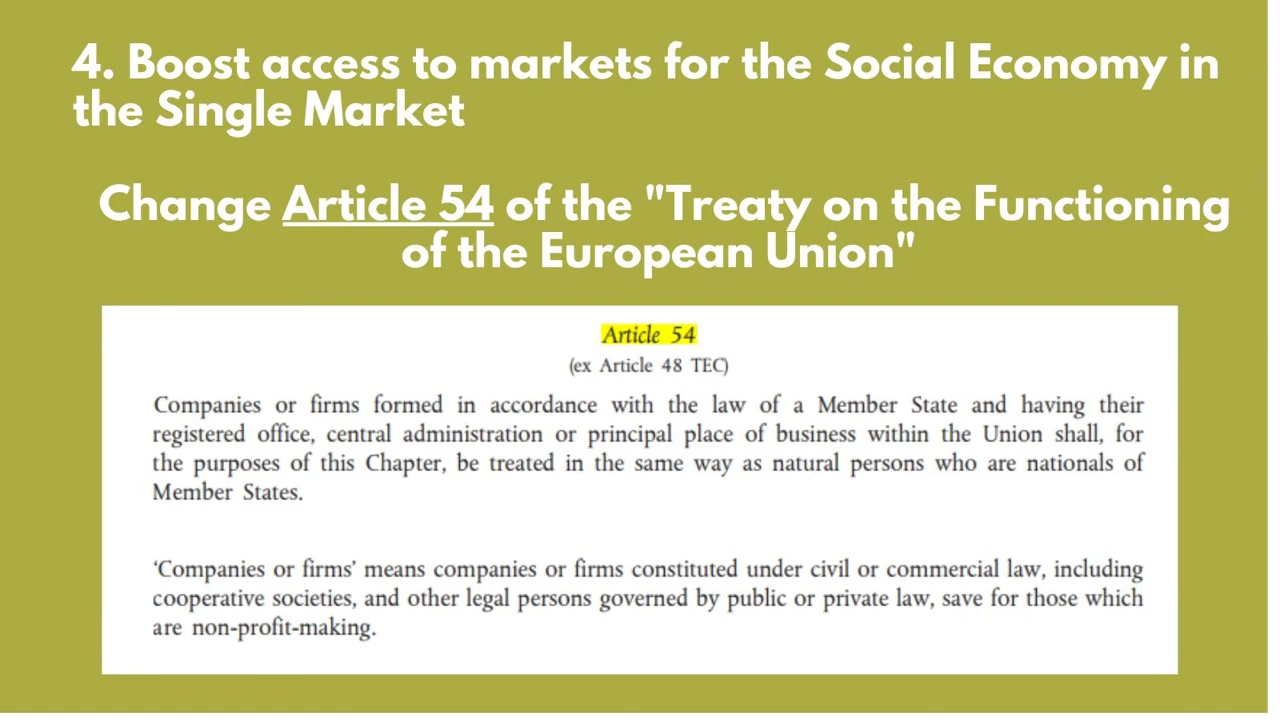 4. Boost access to markets for the Social Economy in
the Single Market
Change Article 54 of the "Treaty on the Functioning
of the European Union"
Article 54
(ex Article 48 TEC)
Companies or firms formed in accordance with the law of a Member State and having their
registered office, central administration or principal place of business within the Union shall, for
the purposes of this Chapter, be treated in the same way as natural persons who are nationals of
Member States.
‘Companies or firms’ means companies or firms constituted under civil or commercial law, including
cooperative societies, and other legal persons governed by public or private law, save for those which
are non-profit-making.